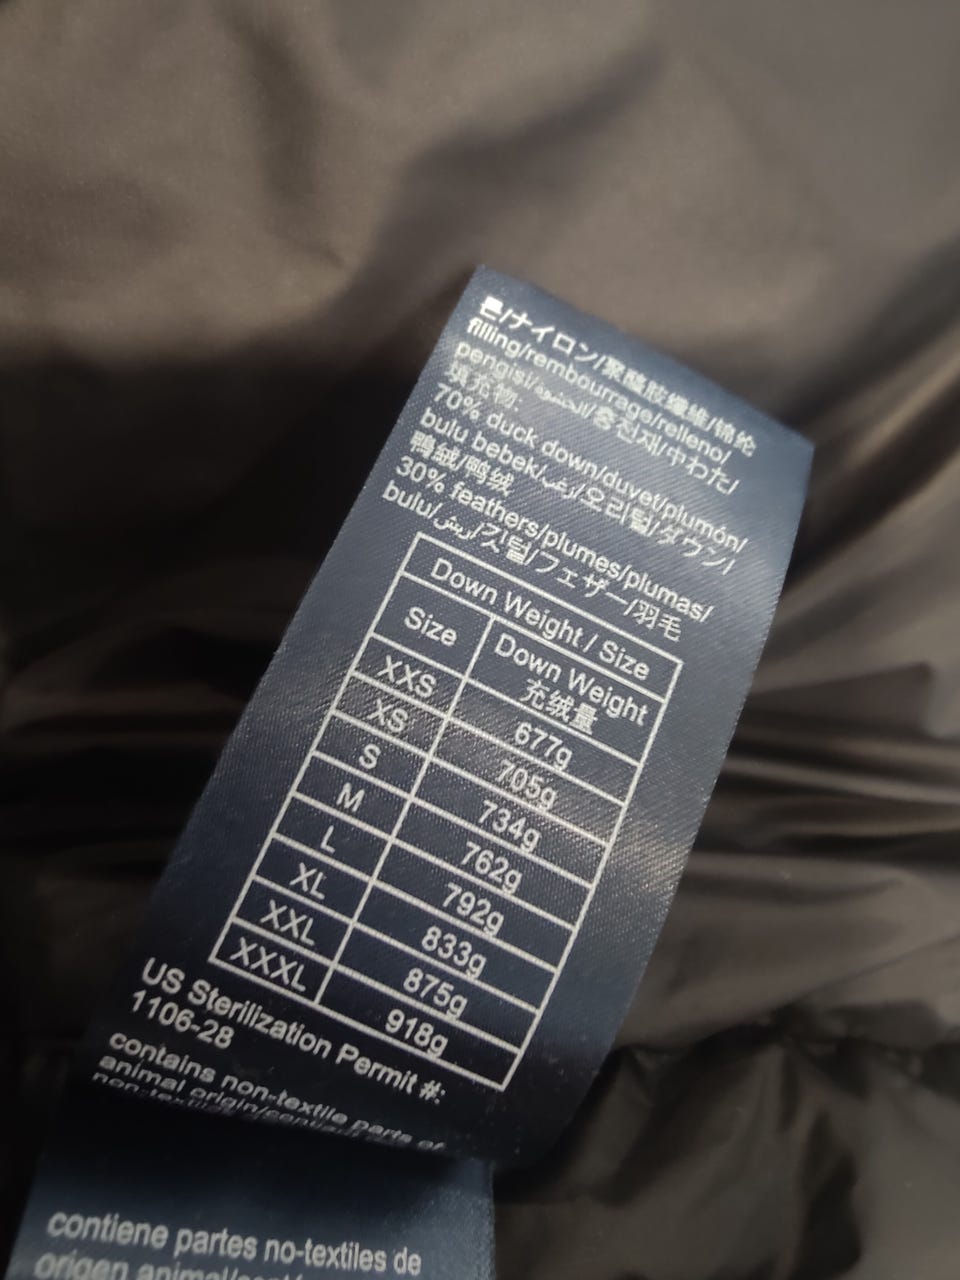 론/ナイロン/聚醯胺纖維/锦纶
filling/rembourrage/relleno/
pengisi/الحشوة/충전재/中わた/
填充物:
70% duck down/duvet/plumón/
bulu bebek/زغب/오리털/ダウン/
鴨絨/鸭绒
30% feathers/plumes/plumas/
bulu/ريش/깃털/フェザー/羽毛
Down Weight / Size
Size Down Weight
充绒量
XXS 677g
XS 705g
S 734g
M 762g
L 792g
XL 833g
XXL 875g
XXXL 918g
US Sterilization Permit #:
1106-28
contains non-textile parts of
animal origin/contient
contiene partes no-textiles de
origen animal